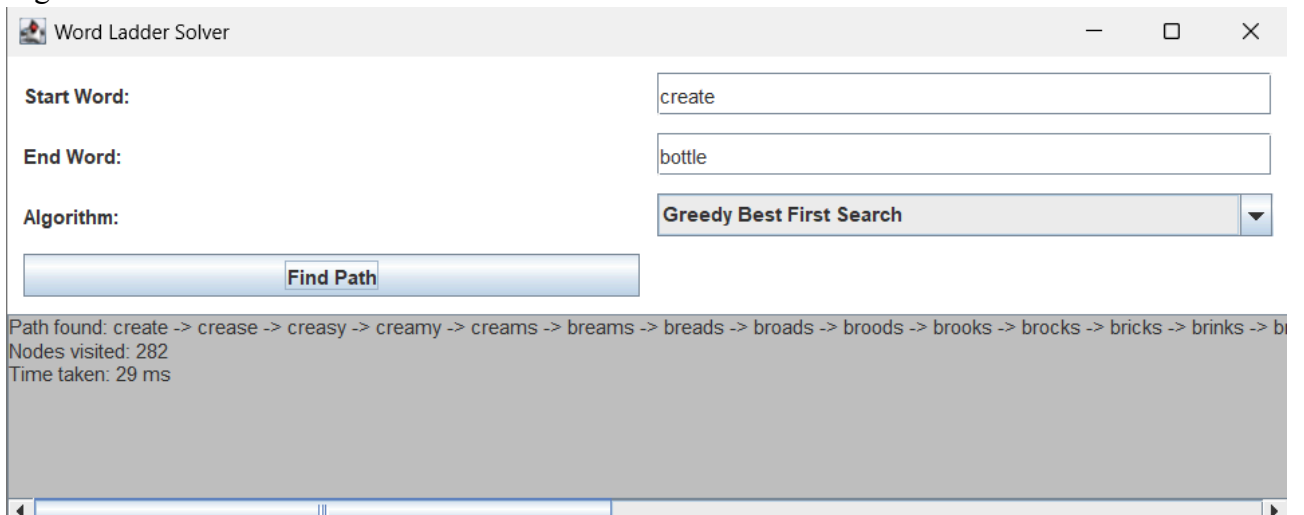 Word Ladder Solver
Start Word: create
End Word: bottle
Algorithm: Greedy Best First Search
Find Path
Path found: create -> crease -> creasy -> creamy -> creams -> breams -> breads -> broads -> broods -> brooks -> brocks -> bricks -> brinks ->
Nodes visited: 282
Time taken: 29 ms